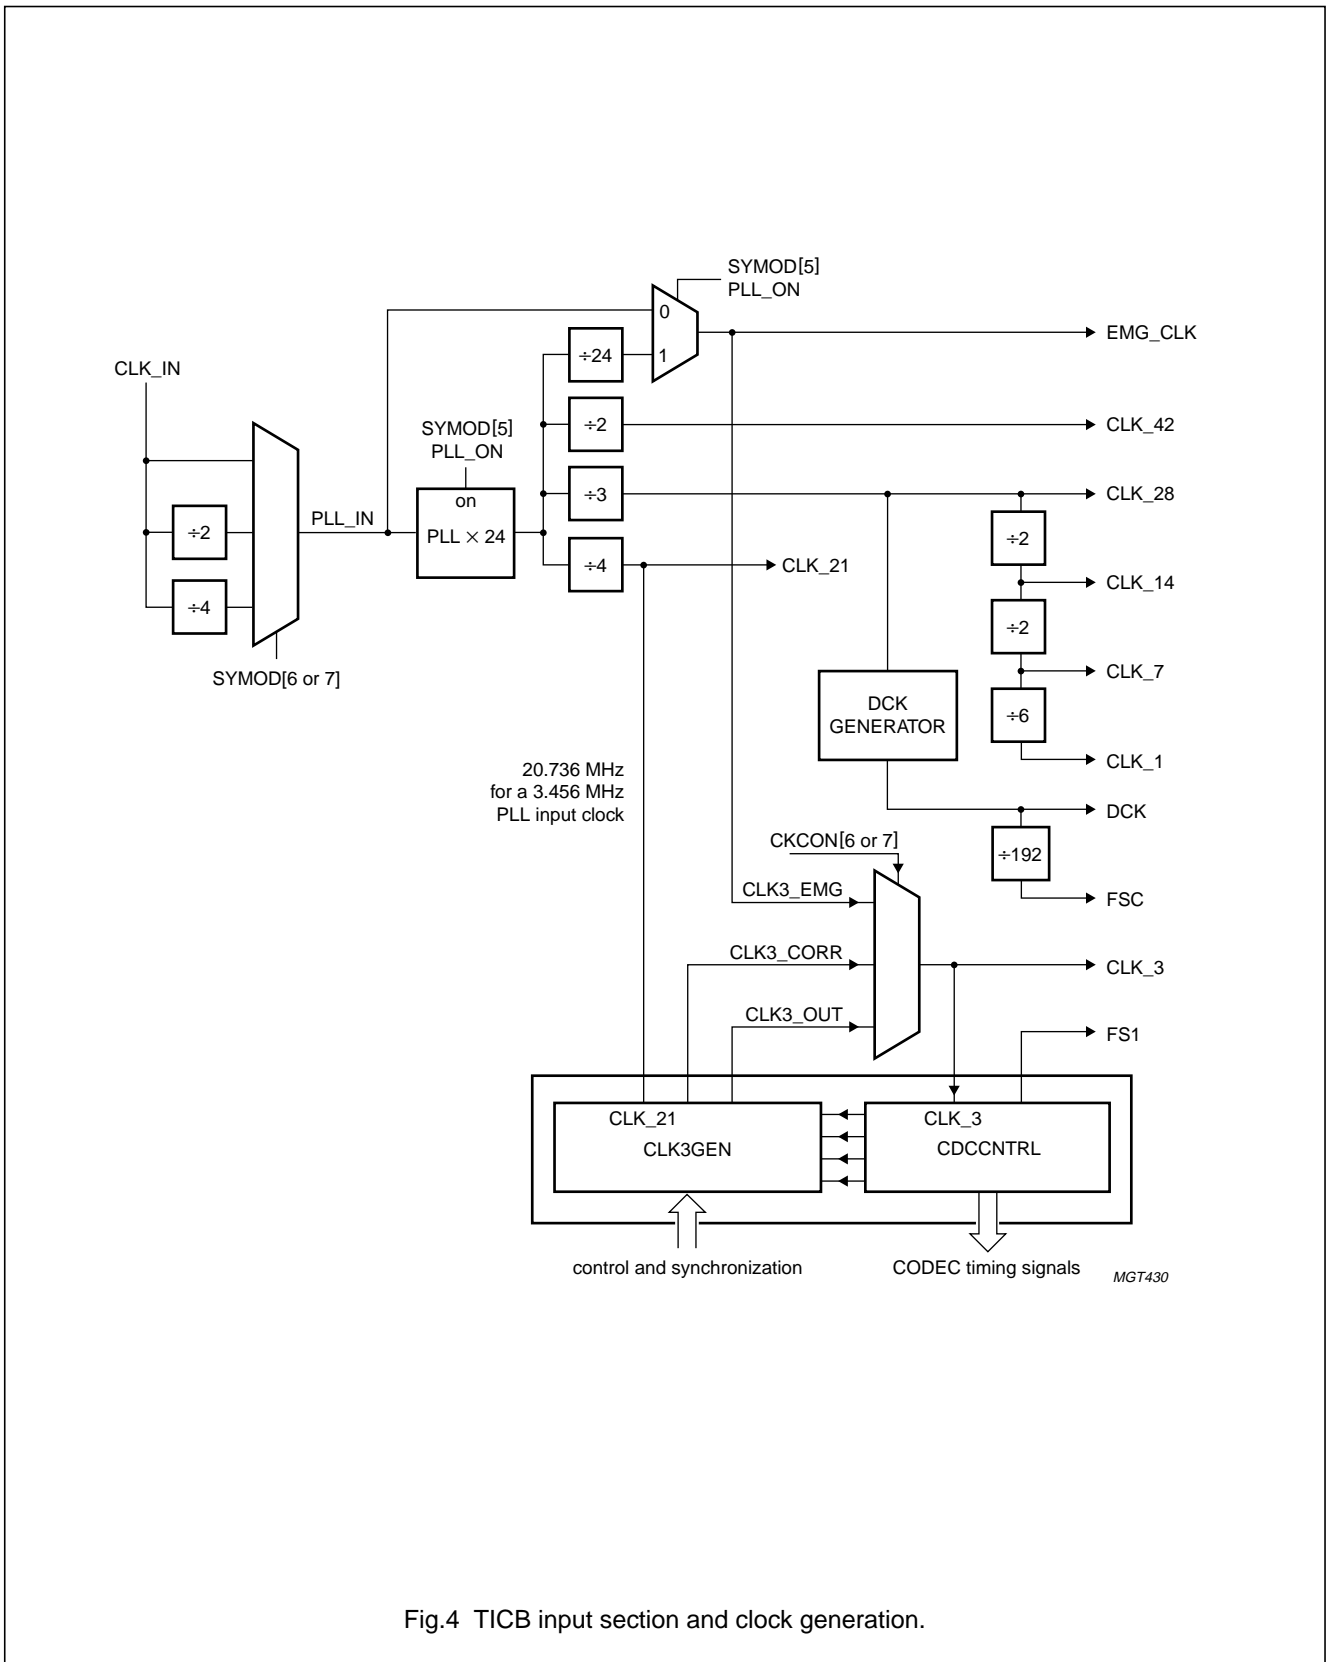 SYMOD[5]
PLL_ON
0
EMG_CLK
÷24
1
CLK_IN
SYMOD[5]
PLL_ON
÷2
CLK_42
on
÷3
CLK_28
PLL_IN
÷2
PLL × 24
÷2
÷4
CLK_21
CLK_14
÷4
÷2
SYMOD[6 or 7]
CLK_7
DCK
GENERATOR
÷6
CLK_1
20.736 MHz
for a 3.456 MHz
PLL input clock
DCK
CKCON[6 or 7]
÷192
CLK3_EMG
FSC
CLK3_CORR
CLK_3
CLK3_OUT
FS1
CLK_21
CLK3GEN
CLK_3
CDCCNTRL
control and synchronization
CODEC timing signals
MGT430
Fig.4 TICB input section and clock generation.